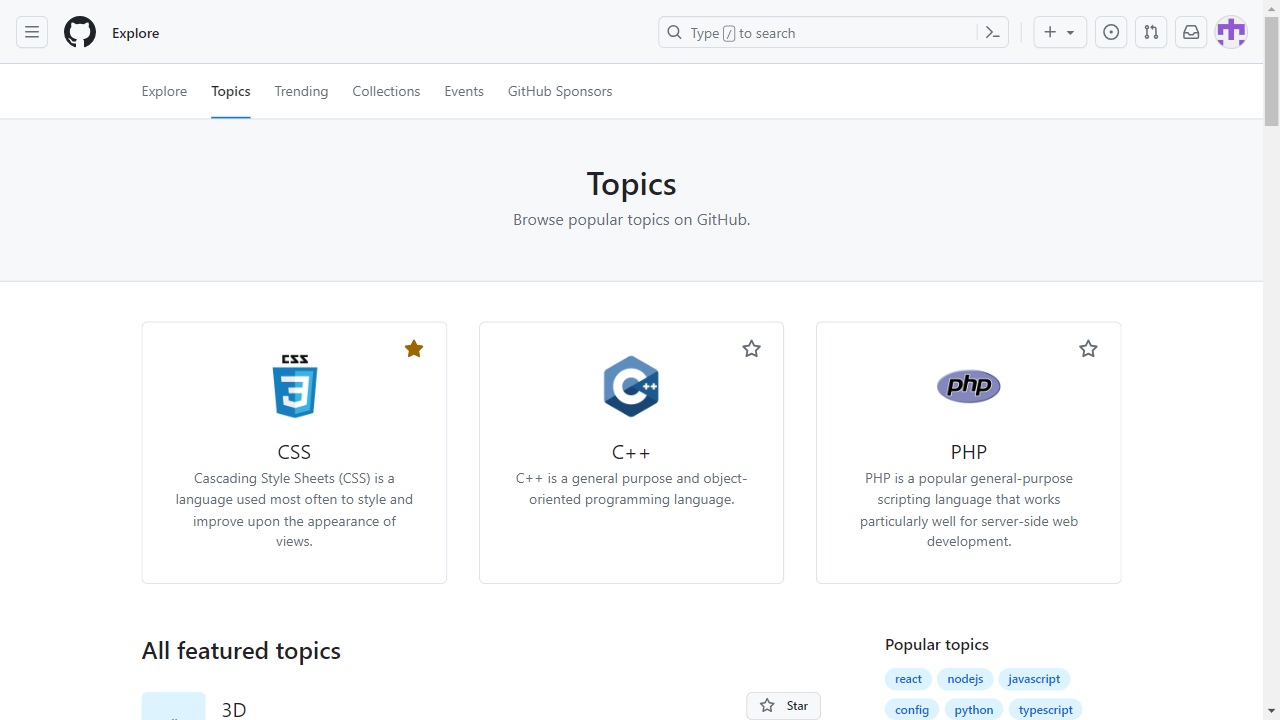 Explore
Type / to search
Explore
Topics
Trending
Collections
Events
GitHub Sponsors
Topics
Browse popular topics on GitHub.
CSS
CSS
Cascading Style Sheets (CSS) is a
language used most often to style and
improve upon the appearance of
views.
C++
C++
C++ is a general purpose and object-
oriented programming language.
php
PHP
PHP is a popular general-purpose
scripting language that works
particularly well for server-side web
development.
All featured topics
3D
Star
Popular topics
react
nodejs
javascript
config
python
typescript